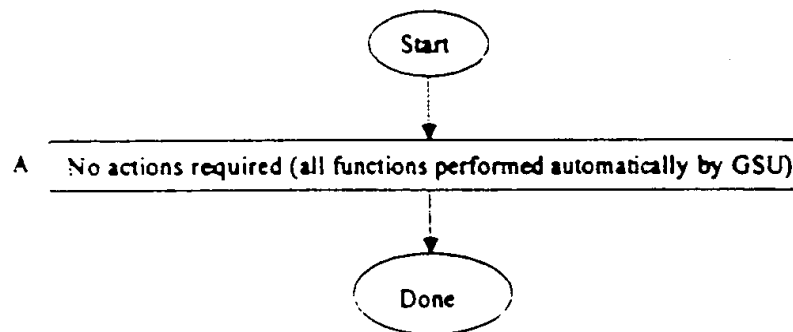 Start
A No actions required (all functions performed automatically by GSU)
Done